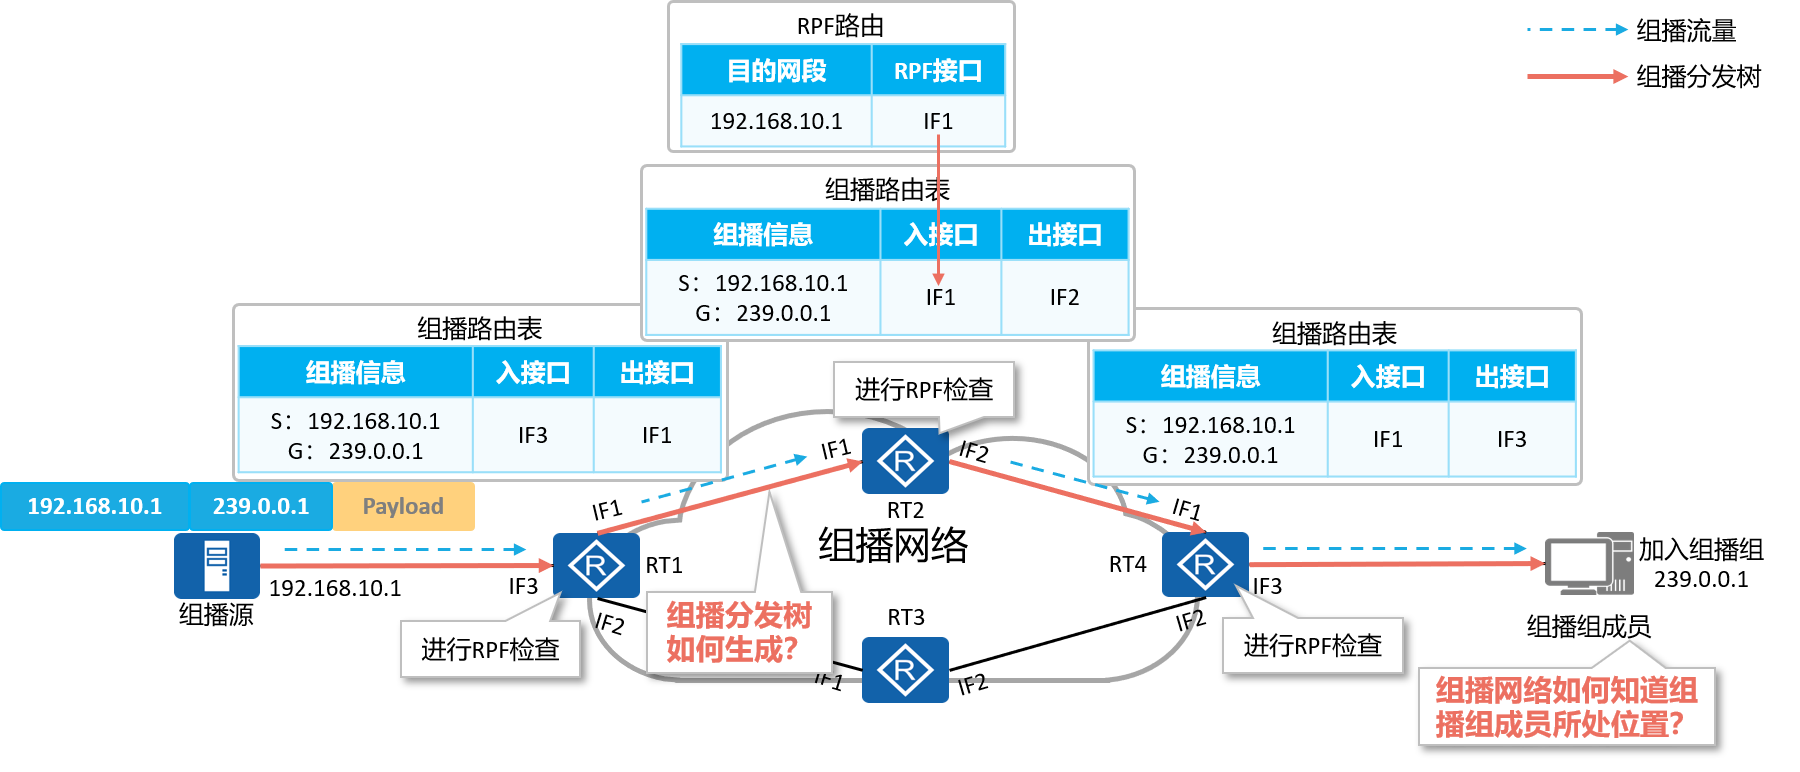 RPF路由
目的网段 RPF接口
192.168.10.1 IF1
组播流量
组播分发树
组播路由表
组播信息 入接口 出接口
S：192.168.10.1
G：239.0.0.1
IF1 IF2
组播路由表
组播信息 入接口 出接口
S：192.168.10.1
G：239.0.0.1
IF3 IF1
组播路由表
组播信息 入接口 出接口
S：192.168.10.1
G：239.0.0.1
IF1 IF3
进行RPF检查
192.168.10.1 239.0.0.1 Payload
IF1 IF2
R
RT2
IF1 IF1
组播网络
R
RT1
RT4
R
IF3
192.168.10.1
组播源
IF3
加入组播组
239.0.0.1
组播组成员
IF2
进行RPF检查
组播分发树
如何生成？
RT3
R
IF1 IF2
IF2
进行RPF检查
组播网络如何知道组
播组成员所处位置？